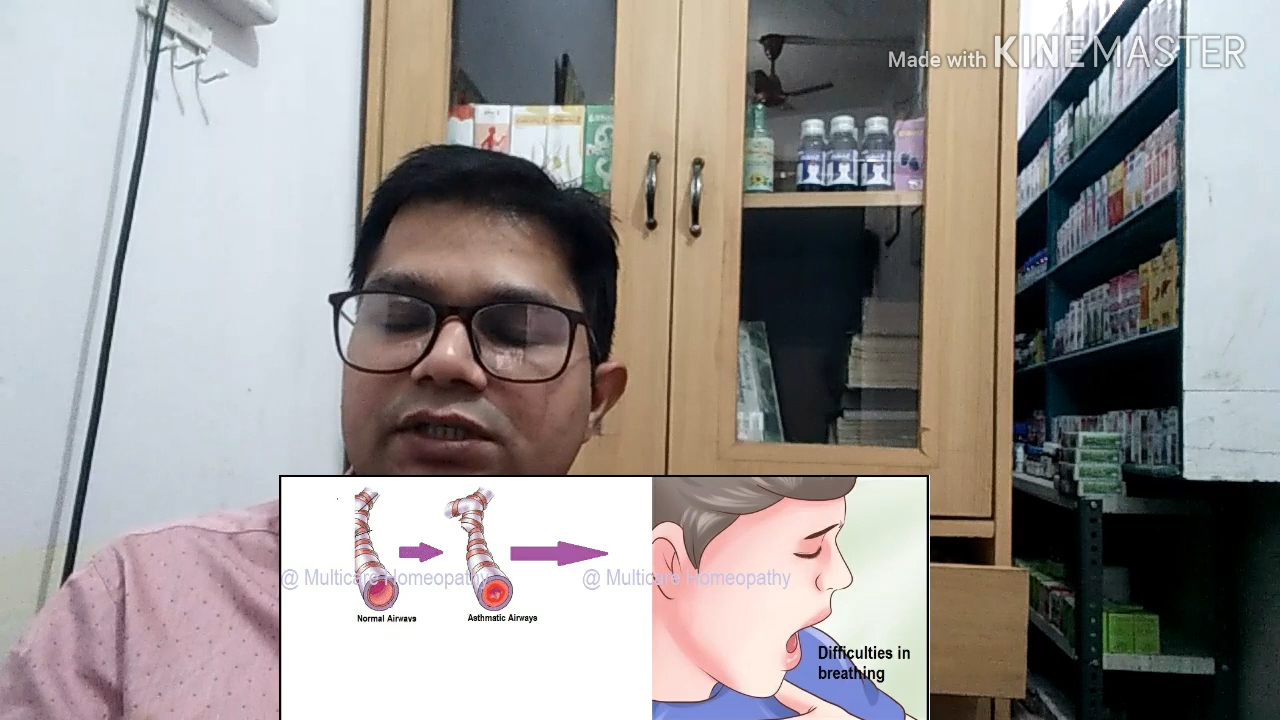 Made with KINEMASTER
@ Multicare Homeopathy
@ Multicare Homeopathy
Normal Airways
Asthmatic Airways
Difficulties in
breathing